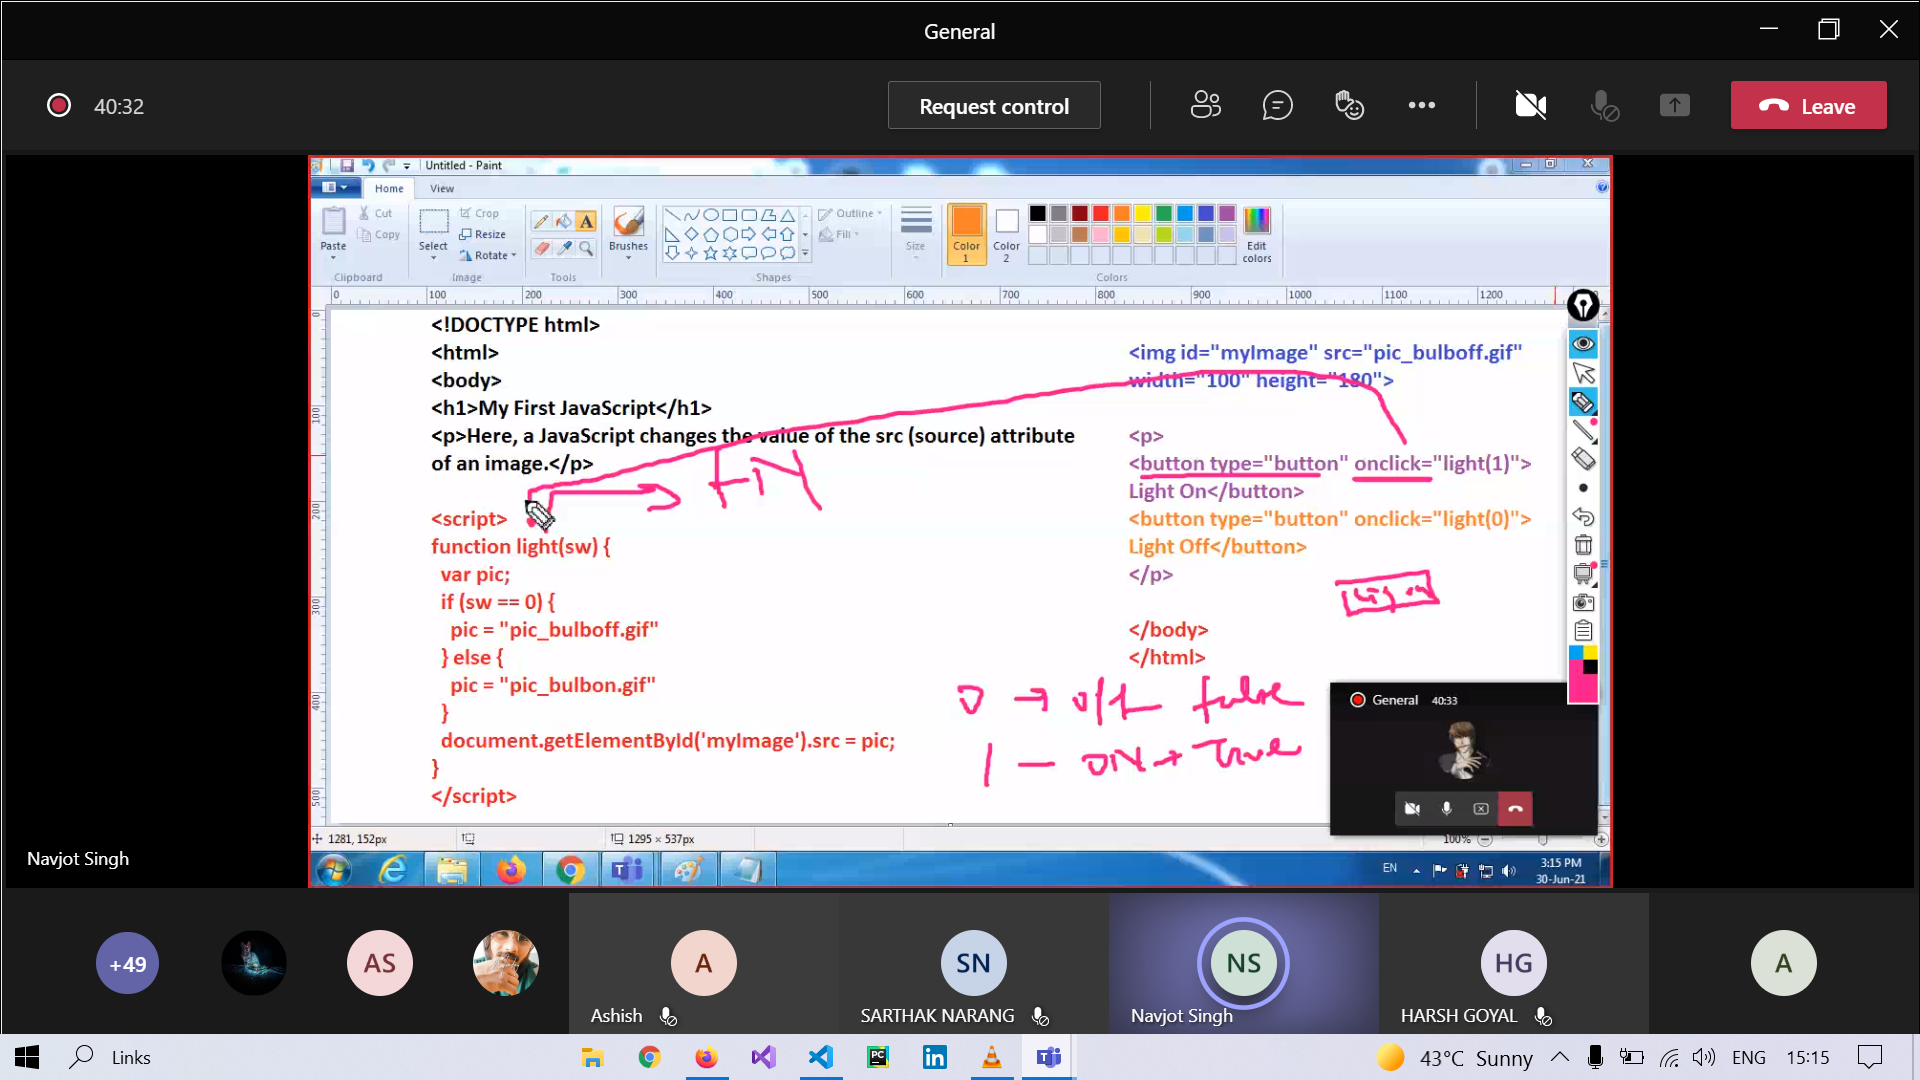 General
40:32
Request control
Leave
Untitled - Paint
Home View
Cut
Copy
Paste
Clipboard
Select
Crop
Resize
Rotate
Image
Tools
Brushes
Shapes
Outline
Fill
Size
Color 1
Color 2
Edit colors
Colors
0 100 200 300 400 500 600 700 800 900 1000 1100 1200
0
100
200
300
400
500
<!DOCTYPE html>
<html>
<body>
<h1>My First JavaScript</h1>
<p>Here, a JavaScript changes the value of the src (source) attribute
of an image.</p>
<script>
function light(sw) {
var pic;
if (sw == 0) {
pic = "pic_bulboff.gif"
} else {
pic = "pic_bulbon.gif"
}
document.getElementById('myImage').src = pic;
}
</script>
<img id="myImage" src="pic_bulboff.gif"
width="100" height="180">
<p>
<button type="button" onclick="light(1)">
Light On</button>
<button type="button" onclick="light(0)">
Light Off</button>
</p>
</body>
</html>
0 → off false
1 — ON → True
General 40:33
1281, 152px
1295 × 537px
100%
EN
3:15 PM
30-Jun-21
Navjot Singh
+49
AS
A
Ashish
SN
SARTHAK NARANG
NS
Navjot Singh
HG
HARSH GOYAL
A
Links
PC
43°C Sunny
ENG
15:15